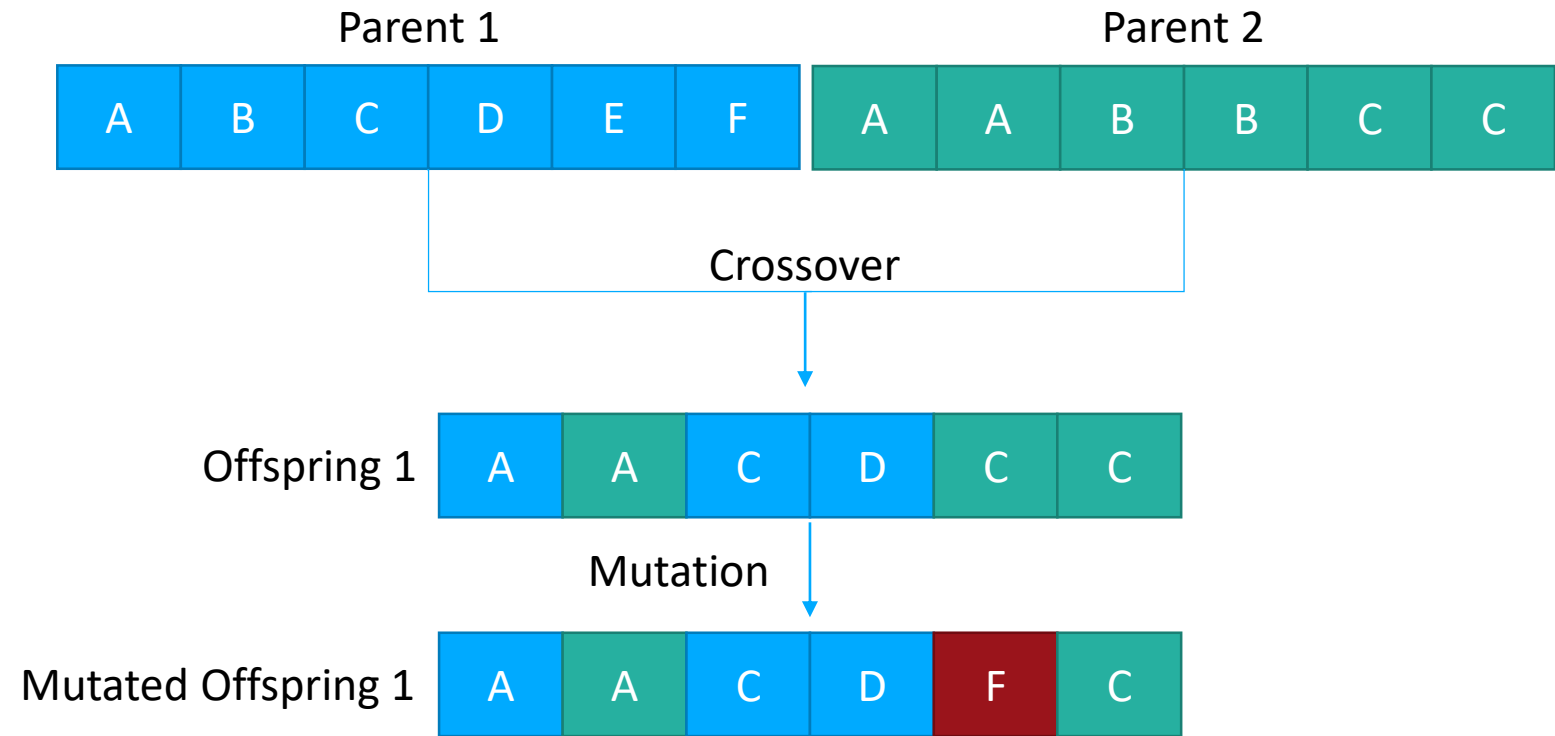 Parent 1 Parent 2
A B C D E F A A B B C C
Crossover
Offspring 1 A A C D C C
Mutation
Mutated Offspring 1 A A C D F C